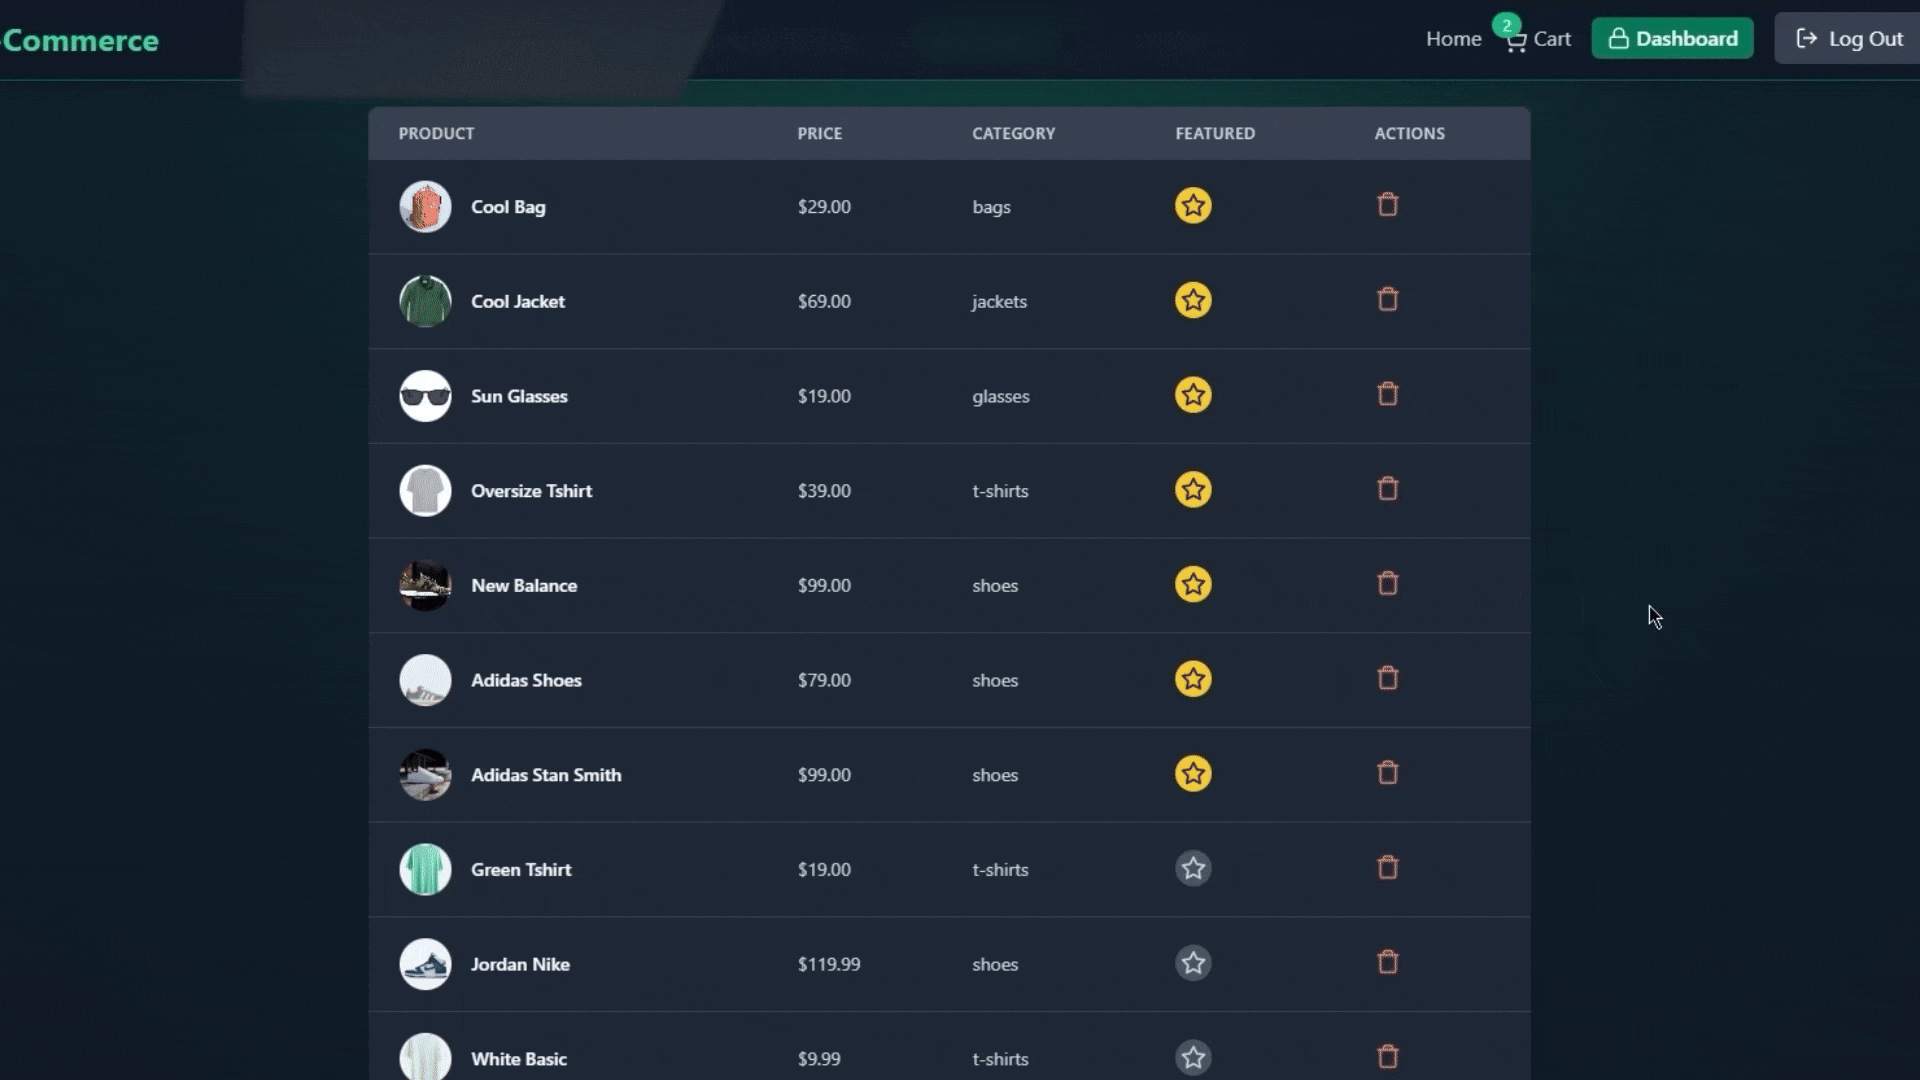 -Commerce
Home 2 Cart Dashboard Log Out
PRODUCT PRICE CATEGORY FEATURED ACTIONS
Cool Bag $29.00 bags
Cool Jacket $69.00 jackets
Sun Glasses $19.00 glasses
Oversize Tshirt $39.00 t-shirts
New Balance $99.00 shoes
Adidas Shoes $79.00 shoes
Adidas Stan Smith $99.00 shoes
Green Tshirt $19.00 t-shirts
Jordan Nike $119.99 shoes
White Basic $9.99 t-shirts